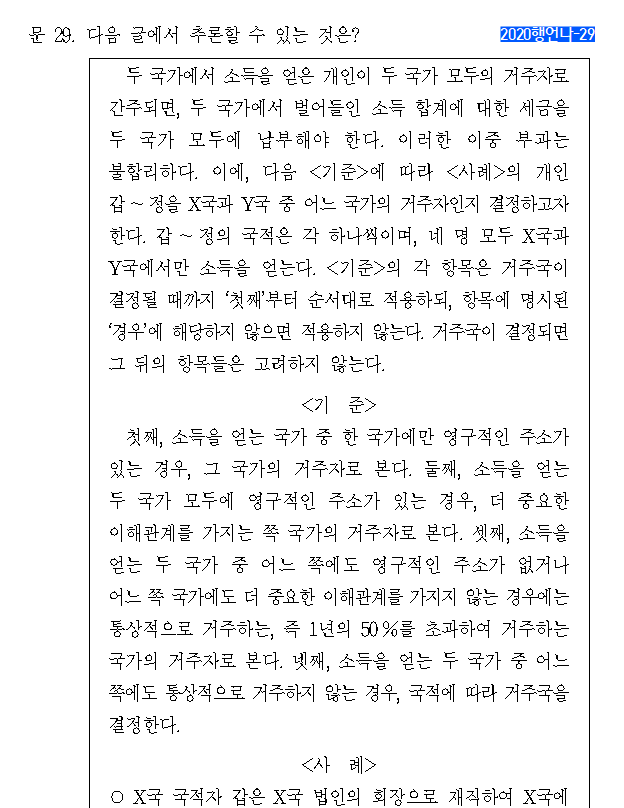 문 29. 다음 글에서 추론할 수 있는 것은? 2020행언나-29
두 국가에서 소득을 얻은 개인이 두 국가 모두의 거주자로
간주되면, 두 국가에서 벌어들인 소득 합계에 대한 세금을
두 국가 모두에 납부해야 한다. 이러한 이중 부과는
불합리하다. 이에, 다음 <기준>에 따라 <사례>의 개인
갑 ~ 정을 X국과 Y국 중 어느 국가의 거주자인지 결정하고자
한다. 갑 ~ 정의 국적은 각 하나씩이며, 네 명 모두 X국과
Y국에서만 소득을 얻는다. <기준>의 각 항목은 거주국이
결정될 때까지 ‘첫째’부터 순서대로 적용하되, 항목에 명시된
‘경우’에 해당하지 않으면 적용하지 않는다. 거주국이 결정되면
그 뒤의 항목들은 고려하지 않는다.
<기 준>
첫째, 소득을 얻는 국가 중 한 국가에만 영구적인 주소가
있는 경우, 그 국가의 거주자로 본다. 둘째, 소득을 얻는
두 국가 모두에 영구적인 주소가 있는 경우, 더 중요한
이해관계를 가지는 쪽 국가의 거주자로 본다. 셋째, 소득을
얻는 두 국가 중 어느 쪽에도 영구적인 주소가 없거나
어느 쪽 국가에도 더 중요한 이해관계를 가지지 않는 경우에는
통상적으로 거주하는, 즉 1년의 50 %를 초과하여 거주하는
국가의 거주자로 본다. 넷째, 소득을 얻는 두 국가 중 어느
쪽에도 통상적으로 거주하지 않는 경우, 국적에 따라 거주국을
결정한다.
<사 례>
○ X국 국적자 갑은 X국 법인의 회장으로 재직하여 X국에